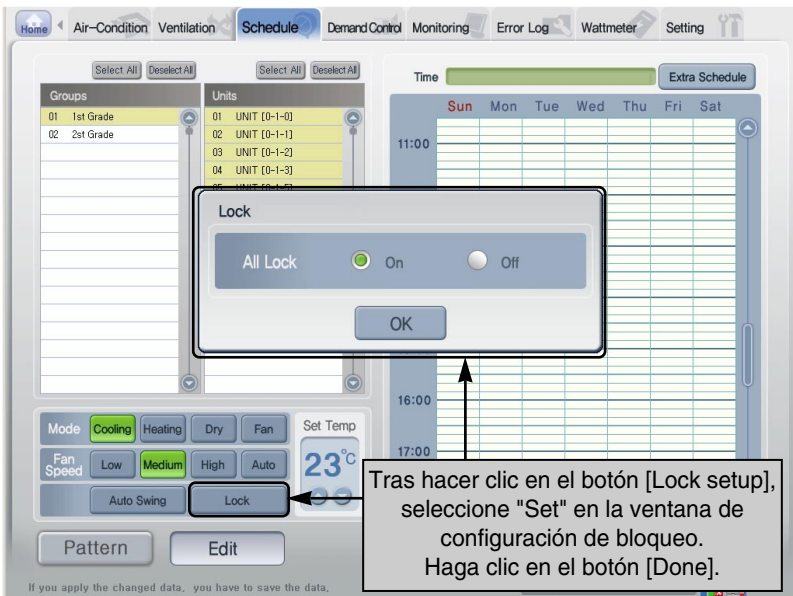 Home Air-Condition Ventilation Schedule Demand Control Monitoring Error Log Wattmeter Setting
Select All Deselect All Select All Deselect All
Time Extra Schedule
Groups Units
Sun Mon Tue Wed Thu Fri Sat
01 1st Grade
02 2st Grade
01 UNIT [0-1-0]
02 UNIT [0-1-1]
03 UNIT [0-1-2]
04 UNIT [0-1-3]
05 UNIT [0-1-5]
11:00
Lock
All Lock On Off
OK
16:00
17:00
Mode Cooling Heating Dry Fan
Fan Speed Low Medium High Auto
Auto Swing Lock
Set Temp
23°C
Pattern Edit
If you apply the changed data, you have to save the data,
Tras hacer clic en el botón [Lock setup],
seleccione "Set" en la ventana de
configuración de bloqueo.
Haga clic en el botón [Done].